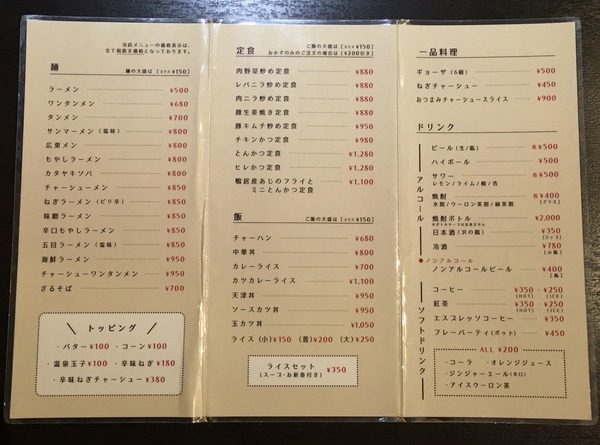 当店メニューの価格表示は、
全て税抜き価格となっております。
麺
麺の大盛は［プラス¥150］
ラーメン ¥500
ワンタンメン ¥680
タンメン ¥700
サンマーメン（塩味） ¥800
広東メン ¥800
もやしラーメン ¥800
カタヤキソバ ¥800
チャーシューメン ¥850
ねぎラーメン（ピリ辛） ¥850
味噌ラーメン ¥850
辛口もやしラーメン ¥850
五目ラーメン（塩味） ¥850
海鮮ラーメン ¥950
チャーシューワンタンメン ¥950
ざるそば ¥700
トッピング
・バター¥100 ・コーン¥100
・温泉玉子¥100 ・辛味ねぎ¥180
・辛味ねぎチャーシュー¥380
定食
ご飯の大盛は［プラス¥150］
おかずのみのご注文の場合は［¥200引き］
肉野菜炒め定食 ¥880
レバニラ炒め定食 ¥880
肉ニラ炒め定食 ¥880
豚生姜焼き定食 ¥880
豚キムチ炒め定食 ¥950
チキンかつ定食 ¥980
とんかつ定食 ¥1,280
ヒレかつ定食 ¥1,280
鴨居産あじのフライと
ミニとんかつ定食 ¥1,100
飯
ご飯の大盛は［プラス¥150］
チャーハン ¥680
中華丼 ¥800
カレーライス ¥700
カツカレーライス ¥1,100
天津丼 ¥950
ソースカツ丼 ¥950
玉カツ丼 ¥1,050
ライス（小）¥150（普）¥200（大）¥250
ライスセット
（スープ・お新香付き） ¥350
一品料理
ギョーザ（6個） ¥500
ねぎチャーシュー ¥450
おつまみチャーシュースライス ¥900
ドリンク
アルコール
ビール（生/瓶） 各¥500
ハイボール ¥500
サワー 各¥500
レモン/ライム/梅/杏
焼酎 各¥400
水割/ウーロン茶割/緑茶割 ［グラス］
焼酎ボトル ¥2,000
日本酒（沢の鶴） ¥350
［コップ］
冷酒 ¥780
［小瓶］
ノンアルコール
ノンアルコールビール ¥400
［瓶］
ソフトドリンク
コーヒー ¥350・¥250
(HOT) (ICE)
紅茶 ¥350・¥250
(HOT) (ICE)
エスプレッソコーヒー ¥350
フレーバーティ（ポット） ¥450
ALL ¥200
・コーラ ・オレンジジュース
・ジンジャーエール（辛口）
・アイスウーロン茶